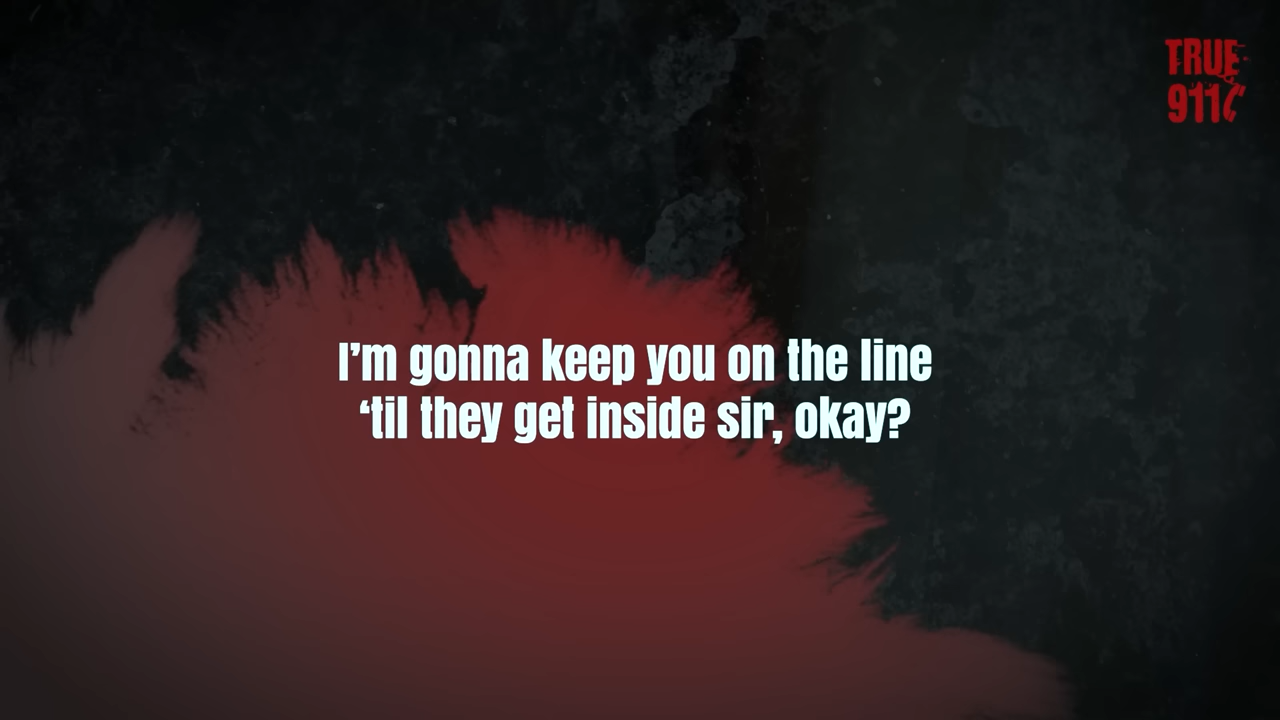 TRUE
911
I’m gonna keep you on the line
‘til they get inside sir, okay?